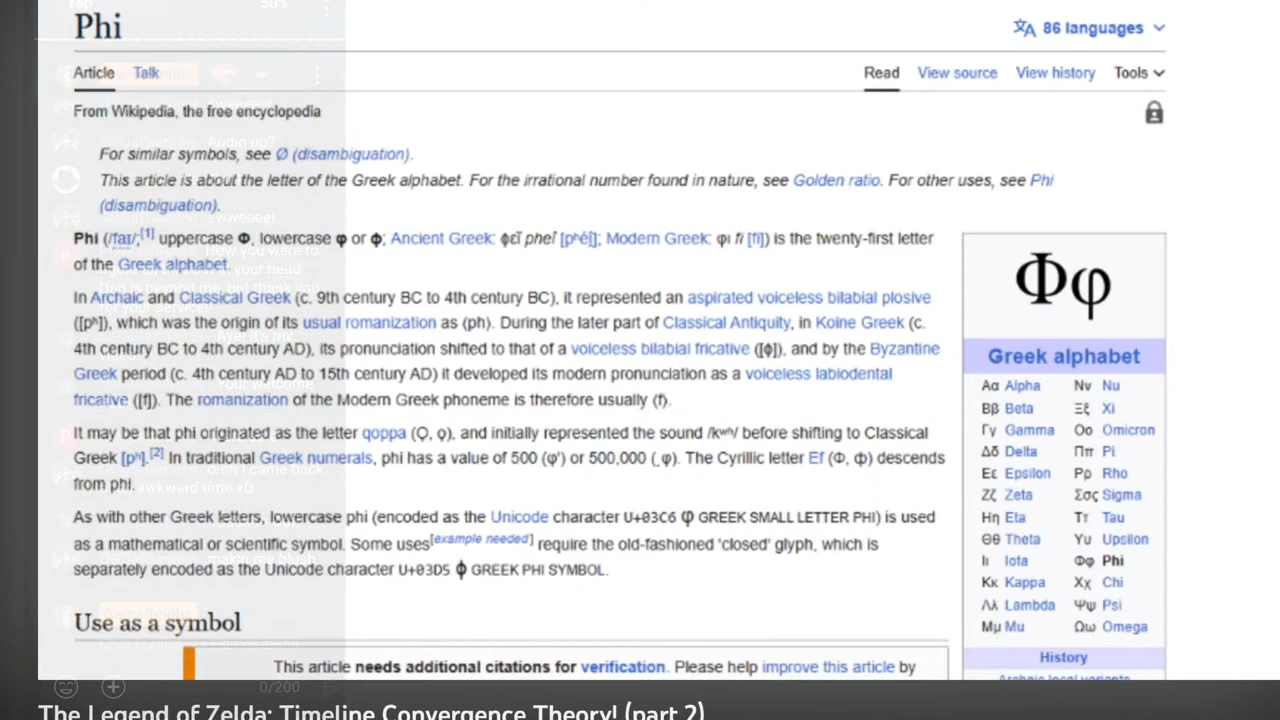 Phi
86 languages
Article Talk Read View source View history Tools
From Wikipedia, the free encyclopedia
For similar symbols, see Ø (disambiguation).
This article is about the letter of the Greek alphabet. For the irrational number found in nature, see Golden ratio. For other uses, see Phi
(disambiguation).
Phi (/faɪ/;[1] uppercase Φ, lowercase φ or ϕ; Ancient Greek: ϕεῖ pheî [pʰéî̯]; Modern Greek: φι fi [fi]) is the twenty-first letter
of the Greek alphabet.
In Archaic and Classical Greek (c. 9th century BC to 4th century BC), it represented an aspirated voiceless bilabial plosive
([pʰ]), which was the origin of its usual romanization as ⟨ph⟩. During the later part of Classical Antiquity, in Koine Greek (c.
4th century BC to 4th century AD), its pronunciation shifted to that of a voiceless bilabial fricative ([ɸ]), and by the Byzantine
Greek period (c. 4th century AD to 15th century AD) it developed its modern pronunciation as a voiceless labiodental
fricative ([f]). The romanization of the Modern Greek phoneme is therefore usually ⟨f⟩.
It may be that phi originated as the letter qoppa (Ϙ, ϙ), and initially represented the sound /kʷʰ/ before shifting to Classical
Greek [pʰ].[2] In traditional Greek numerals, phi has a value of 500 (φʹ) or 500,000 (͵φ). The Cyrillic letter Ef (Ф, ф) descends
from phi.
As with other Greek letters, lowercase phi (encoded as the Unicode character U+03C6 φ GREEK SMALL LETTER PHI) is used
as a mathematical or scientific symbol. Some uses[example needed] require the old-fashioned 'closed' glyph, which is
separately encoded as the Unicode character U+03D5 ϕ GREEK PHI SYMBOL.
Use as a symbol
This article needs additional citations for verification. Please help improve this article by
Φφ
Greek alphabet
Αα Alpha Νν Nu
Ββ Beta Ξξ Xi
Γγ Gamma Οο Omicron
Δδ Delta Ππ Pi
Εε Epsilon Ρρ Rho
Ζζ Zeta Σσς Sigma
Ηη Eta Ττ Tau
Θθ Theta Υυ Upsilon
Ιι Iota Φφ Phi
Κκ Kappa Χχ Chi
Λλ Lambda Ψψ Psi
Μμ Mu Ωω Omega
History
Archaic local variants
50%
Audio up?
swweeet
0/200
The Legend of Zelda: Timeline Convergence Theory! (part 2)